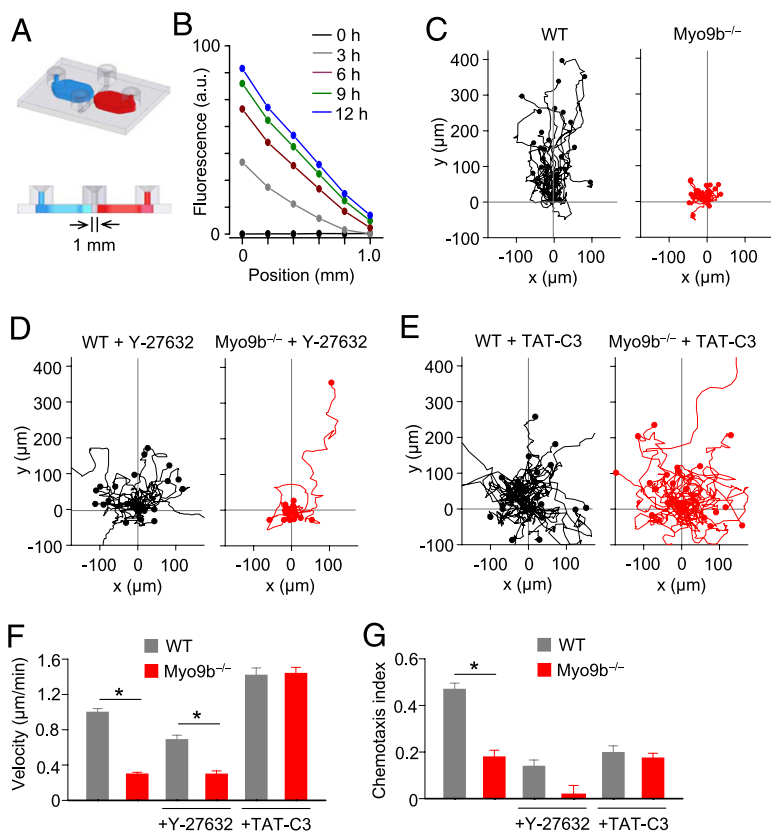 A
1 mm
B
Fluorescence (a.u.)
100
0
0 h
3 h
6 h
9 h
12 h
0
1.0
Position (mm)
C
WT
Myo9b⁻/⁻
y (µm)
400
300
200
100
0
-100
-100 0 100
x (µm)
-100 0 100
x (µm)
D
WT + Y-27632
Myo9b⁻/⁻ + Y-27632
y (µm)
400
300
200
100
0
-100
-100 0 100
x (µm)
-100 0 100
x (µm)
E
WT + TAT-C3
Myo9b⁻/⁻ + TAT-C3
y (µm)
400
300
200
100
0
-100
-100 0 100
x (µm)
-100 0 100
x (µm)
F
WT
Myo9b⁻/⁻
Velocity (µm/min)
1.6
1.2
0.8
0.4
0
*
*
+Y-27632
+TAT-C3
G
WT
Myo9b⁻/⁻
Chemotaxis index
0.6
0.4
0.2
0
*
+Y-27632
+TAT-C3